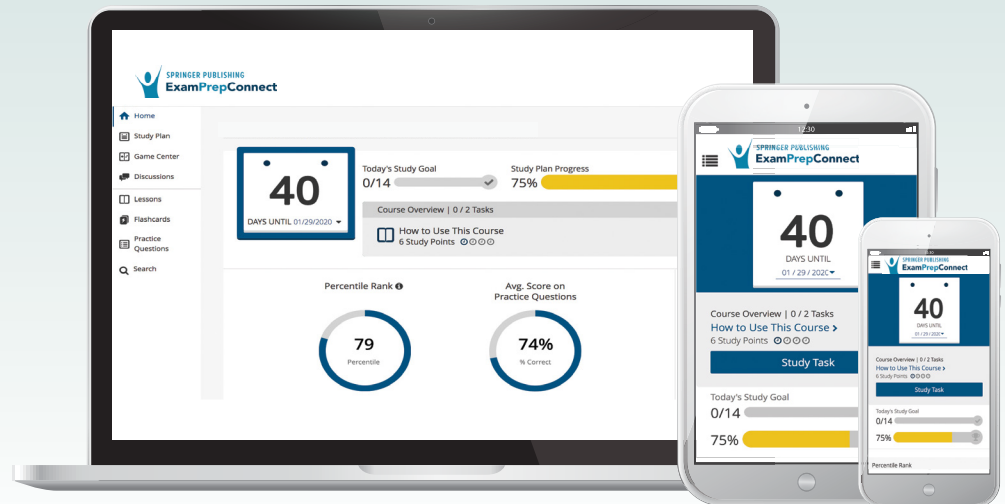 SPRINGER PUBLISHING
ExamPrepConnect
Home
Study Plan
Game Center
Discussions
Lessons
Flashcards
Practice
Questions
Search
40
DAYS UNTIL 01/29/2020
Today's Study Goal
0/14
Study Plan Progress
75%
Course Overview | 0 / 2 Tasks
How to Use This Course
6 Study Points
Percentile Rank
79
Percentile
Avg. Score on
Practice Questions
74%
% Correct
12:30
SPRINGER PUBLISHING
ExamPrepConnect
40
DAYS UNTIL
01 / 29 / 2020
Course Overview | 0 / 2 Tasks
How to Use This Course >
6 Study Points
Study Task
Today's Study Goal
0/14
75%
12:30
SPRINGER PUBLISHING
ExamPrepConnect
40
DAYS UNTIL
01 / 29 / 2020
Course Overview | 0 / 2 Tasks
How to Use This Course >
6 Study Points
Study Task
Today's Study Goal
0/14
75%
Percentile Rank